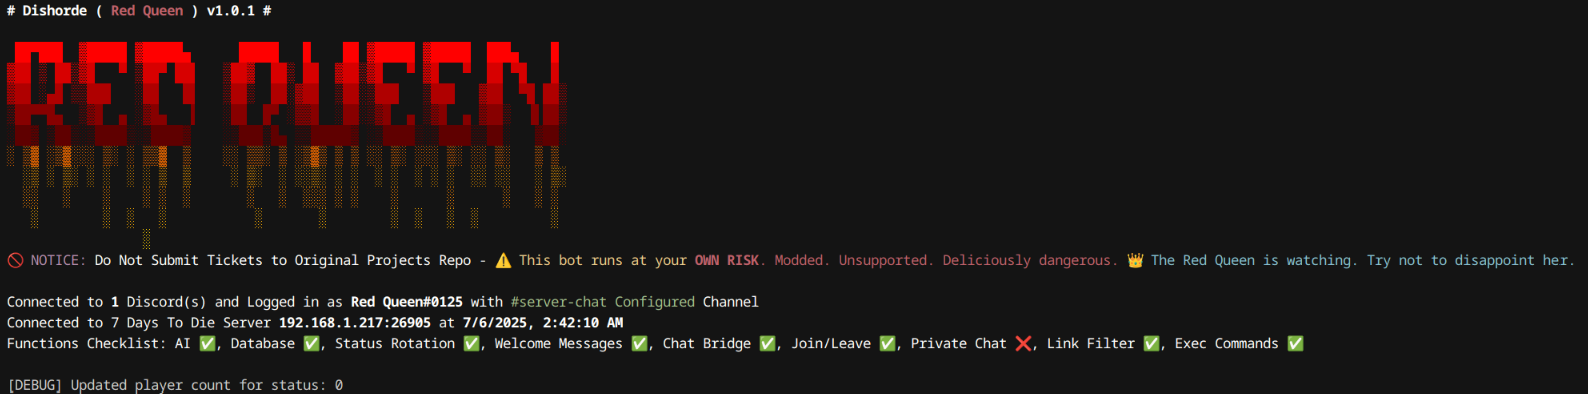 # Dishorde ( Red Queen ) v1.0.1 #
RED QUEEN
🚫 NOTICE: Do Not Submit Tickets to Original Projects Repo - ⚠️ This bot runs at your OWN RISK. Modded. Unsupported. Deliciously dangerous. 👑 The Red Queen is watching. Try not to disappoint her.
Connected to 1 Discord(s) and Logged in as Red Queen#0125 with #server-chat Configured Channel
Connected to 7 Days To Die Server 192.168.1.217:26905 at 7/6/2025, 2:42:10 AM
Functions Checklist: AI ✅, Database ✅, Status Rotation ✅, Welcome Messages ✅, Chat Bridge ✅, Join/Leave ✅, Private Chat ❌, Link Filter ✅, Exec Commands ✅
[DEBUG] Updated player count for status: 0